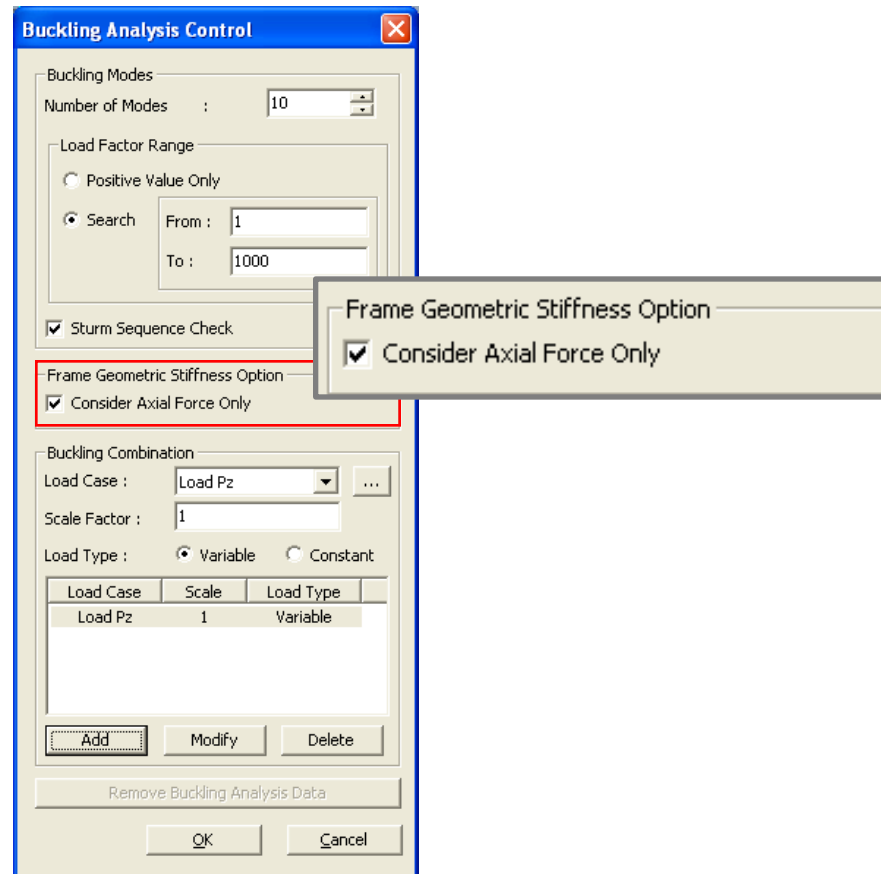 Buckling Analysis Control
Buckling Modes
Number of Modes : 10
Load Factor Range
Positive Value Only
Search From : 1
To : 1000
Sturm Sequence Check
Frame Geometric Stiffness Option
Consider Axial Force Only
Frame Geometric Stiffness Option
Consider Axial Force Only
Buckling Combination
Load Case : Load Pz ...
Scale Factor : 1
Load Type : Variable Constant
Load Case Scale Load Type
Load Pz 1 Variable
Add Modify Delete
Remove Buckling Analysis Data
OK Cancel